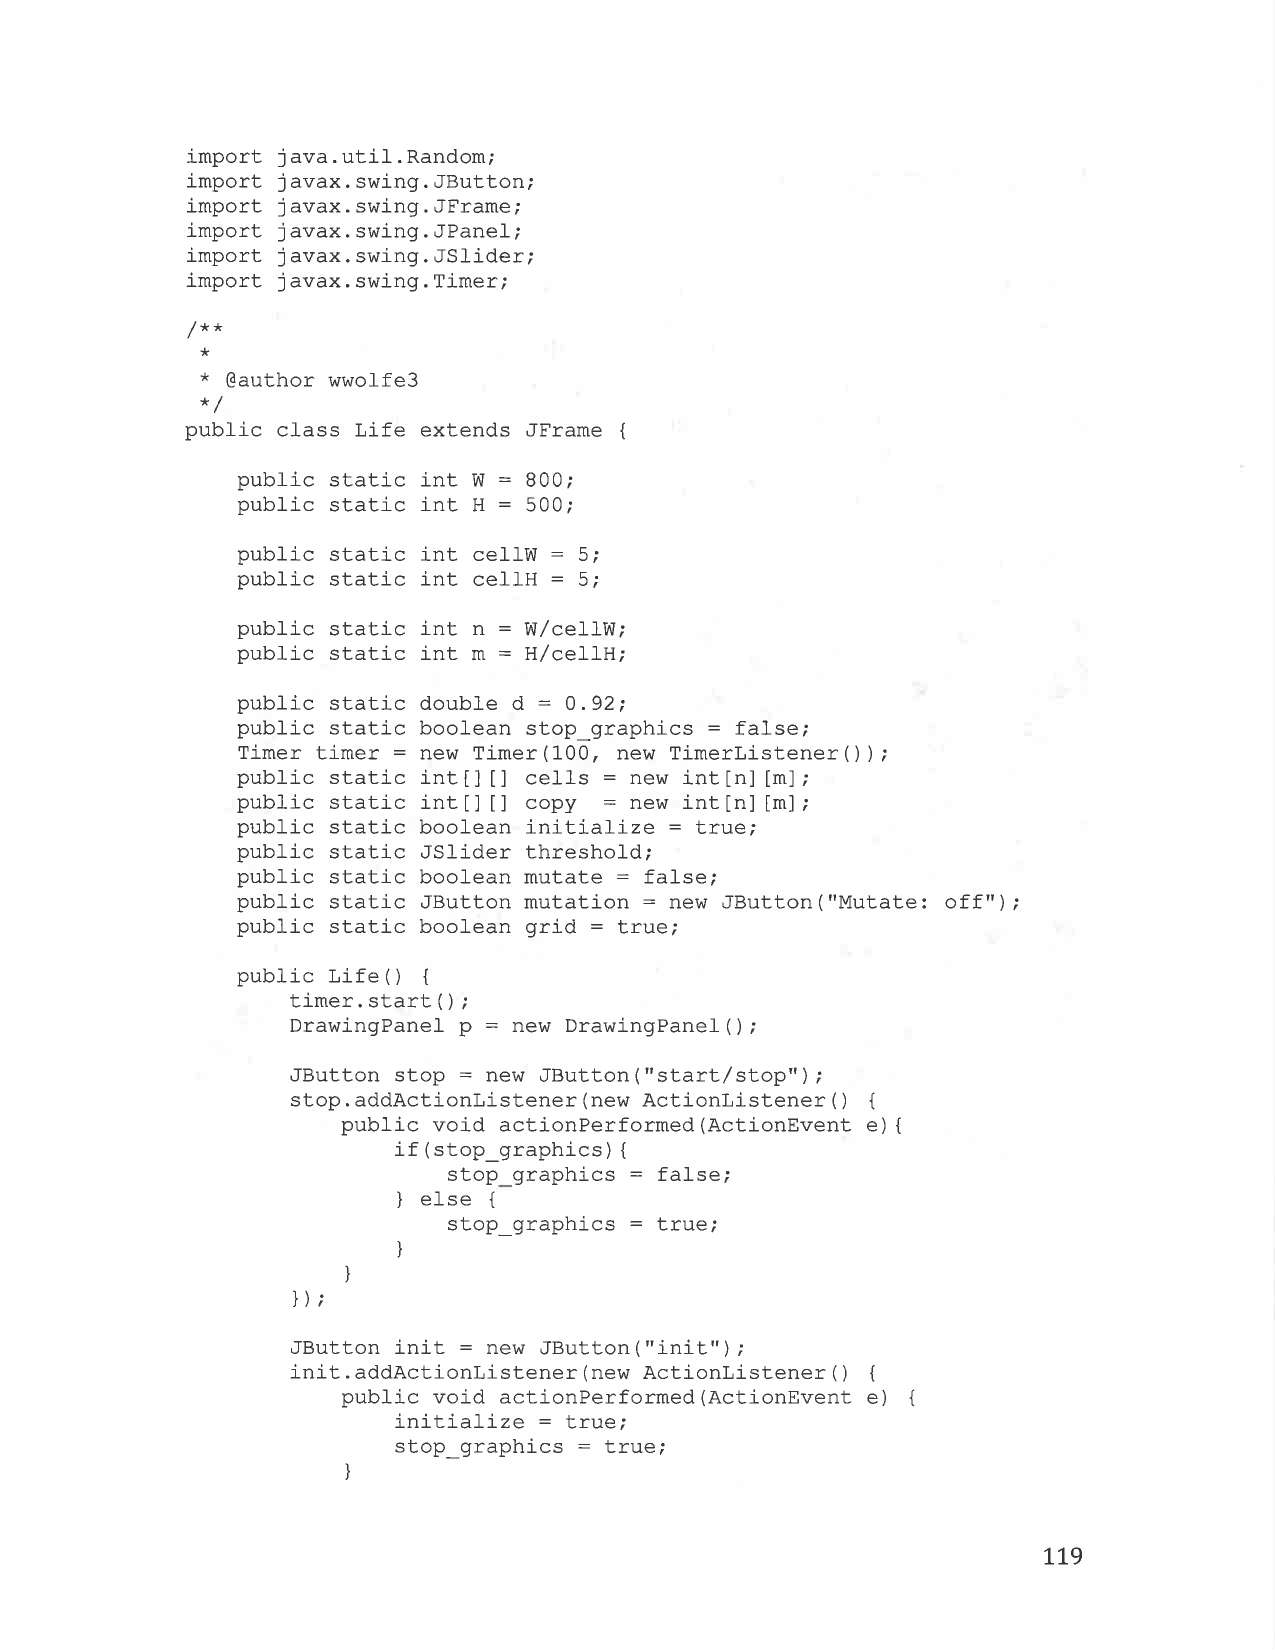 import java.util.Random;
import javax.swing.JButton;
import javax.swing.JFrame;
import javax.swing.JPanel;
import javax.swing.JSlider;
import javax.swing.Timer;

/**
 *
 * @author wwolfe3
 */
public class Life extends JFrame {

    public static int W = 800;
    public static int H = 500;

    public static int cellW = 5;
    public static int cellH = 5;

    public static int n = W/cellW;
    public static int m = H/cellH;

    public static double d = 0.92;
    public static boolean stop_graphics = false;
    Timer timer = new Timer(100, new TimerListener());
    public static int[][] cells = new int[n][m];
    public static int[][] copy  = new int[n][m];
    public static boolean initialize = true;
    public static JSlider threshold;
    public static boolean mutate = false;
    public static JButton mutation = new JButton("Mutate: off");
    public static boolean grid = true;

    public Life() {
        timer.start();
        DrawingPanel p = new DrawingPanel();

        JButton stop = new JButton("start/stop");
        stop.addActionListener(new ActionListener() {
            public void actionPerformed(ActionEvent e){
                if(stop_graphics){
                    stop_graphics = false;
                } else {
                    stop_graphics = true;
                }
            }
        });

        JButton init = new JButton("init");
        init.addActionListener(new ActionListener() {
            public void actionPerformed(ActionEvent e) {
                initialize = true;
                stop_graphics = true;
            }

119